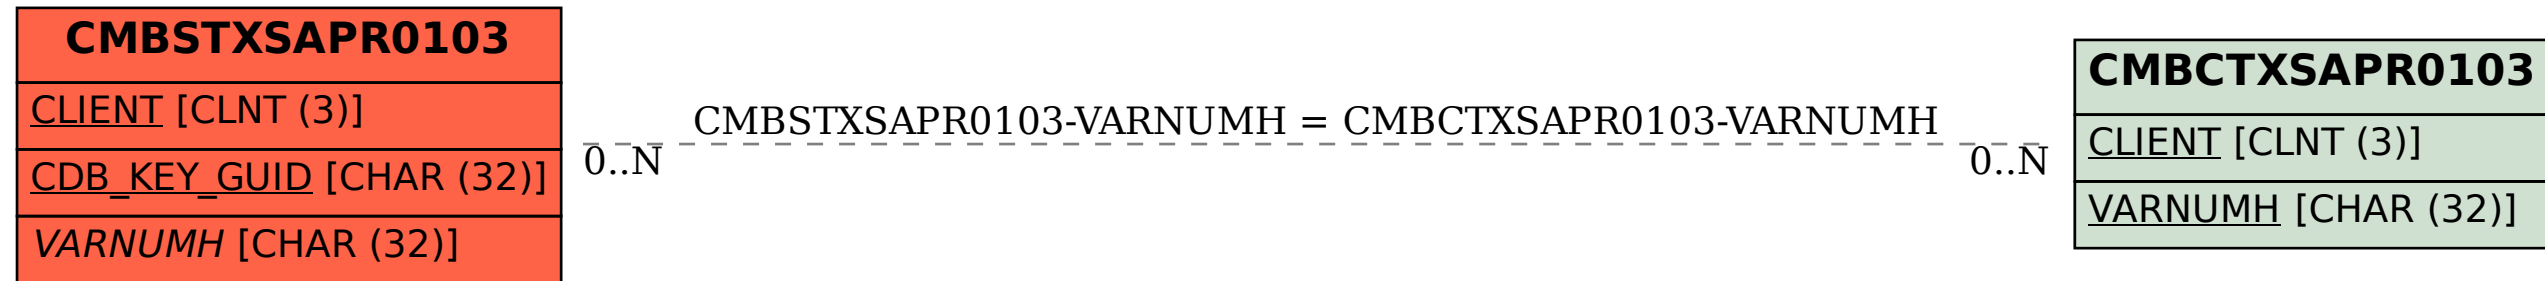 CMBSTXSAPR0103
CLIENT [CLNT (3)]
CDB_KEY_GUID [CHAR (32)]
VARNUMH [CHAR (32)]
CMBSTXSAPR0103-VARNUMH = CMBCTXSAPR0103-VARNUMH
0..N
0..N
CMBCTXSAPR0103
CLIENT [CLNT (3)]
VARNUMH [CHAR (32)]